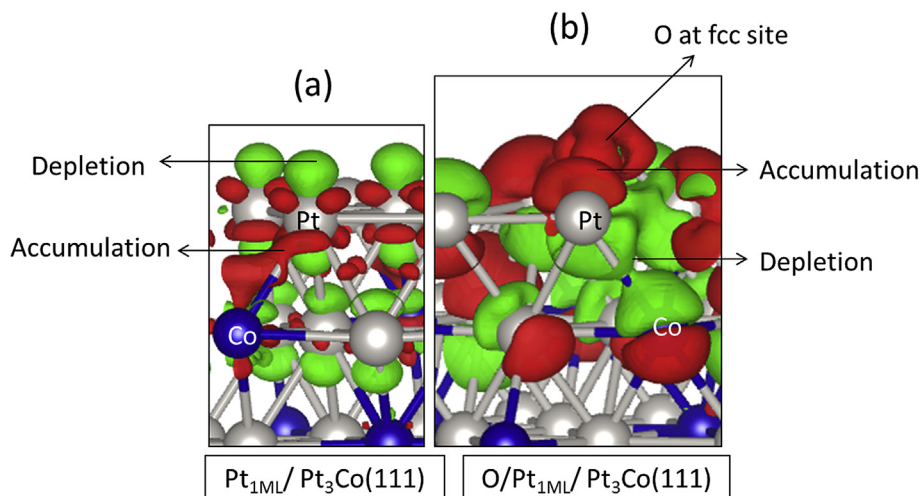 (a)
Depletion
Pt
Accumulation
Co
Pt1ML/ Pt3Co(111)
(b)
O at fcc site
Accumulation
Pt
Depletion
Co
O/Pt1ML/ Pt3Co(111)